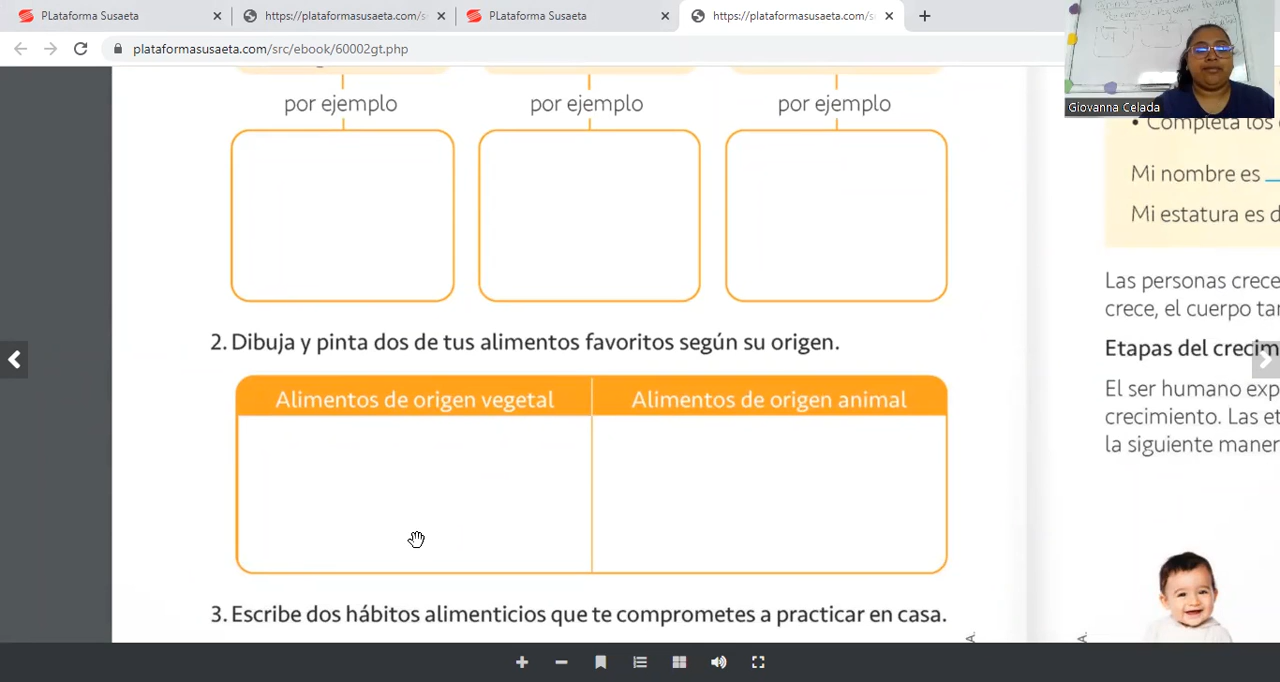 PLataforma Susaeta
https://pLataformasusaeta.com/s
PLataforma Susaeta
https://pLataformasusaeta.com/s
plataformasusaeta.com/src/ebook/60002gt.php
Giovanna Celada
por ejemplo
por ejemplo
por ejemplo
2. Dibuja y pinta dos de tus alimentos favoritos según su origen.
Alimentos de origen vegetal
Alimentos de origen animal
3. Escribe dos hábitos alimenticios que te comprometes a practicar en casa.
• Completa los
Mi nombre es
Mi estatura es d
Las personas crece
crece, el cuerpo tar
Etapas del crecim
El ser humano exp
crecimiento. Las et
la siguiente maner